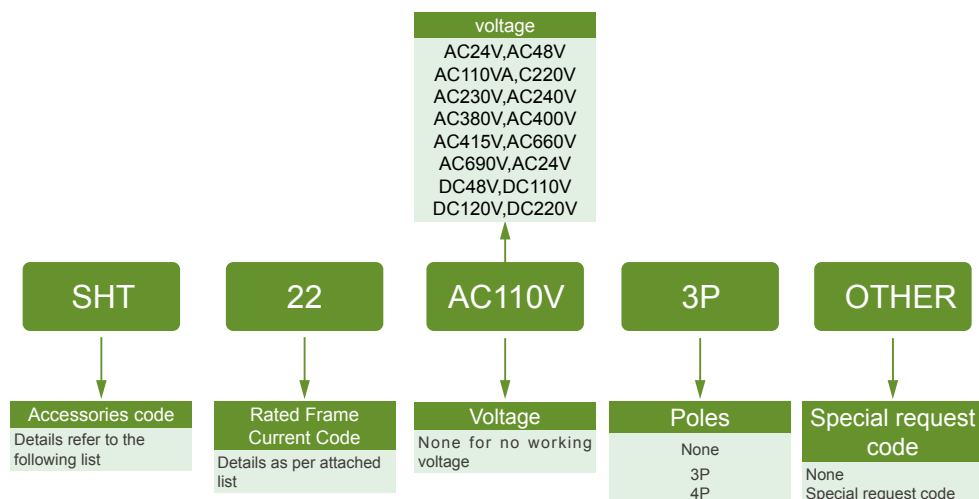 voltage
AC24V,AC48V
AC110VA,C220V
AC230V,AC240V
AC380V,AC400V
AC415V,AC660V
AC690V,AC24V
DC48V,DC110V
DC120V,DC220V
SHT
22
AC110V
3P
OTHER
Accessories code
Details refer to the
following list
Rated Frame
Current Code
Details as per attached
list
Voltage
None for no working
voltage
Poles
None
3P
4P
Special request
code
None
Special request code